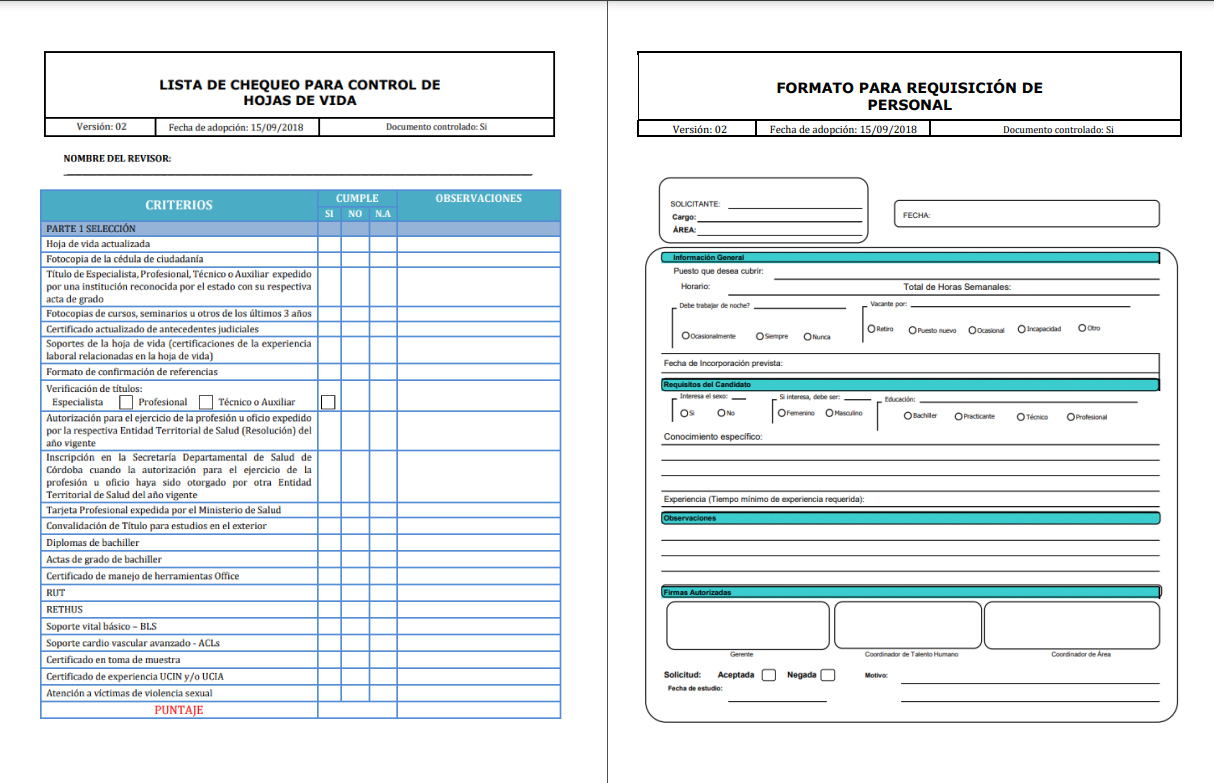 LISTA DE CHEQUEO PARA CONTROL DE
HOJAS DE VIDA
Versión: 02 Fecha de adopción: 15/09/2018 Documento controlado: Si
NOMBRE DEL REVISOR:
CRITERIOS CUMPLE OBSERVACIONES
SI NO N.A
PARTE 1 SELECCIÓN
Hoja de vida actualizada
Fotocopia de la cédula de ciudadanía
Título de Especialista, Profesional, Técnico o Auxiliar expedido
por una institución reconocida por el estado con su respectiva
acta de grado
Fotocopias de cursos, seminarios u otros de los últimos 3 años
Certificado actualizado de antecedentes judiciales
Soportes de la hoja de vida (certificaciones de la experiencia
laboral relacionadas en la hoja de vida)
Formato de confirmación de referencias
Verificación de títulos:
Especialista Profesional Técnico o Auxiliar
Autorización para el ejercicio de la profesión u oficio expedido
por la respectiva Entidad Territorial de Salud (Resolución) del
año vigente
Inscripción en la Secretaría Departamental de Salud de
Córdoba cuando la autorización para el ejercicio de la
profesión u oficio haya sido otorgado por otra Entidad
Territorial de Salud del año vigente
Tarjeta Profesional expedida por el Ministerio de Salud
Convalidación de Título para estudios en el exterior
Diplomas de bachiller
Actas de grado de bachiller
Certificado de manejo de herramientas Office
RUT
RETHUS
Soporte vital básico – BLS
Soporte cardio vascular avanzado - ACLs
Certificado en toma de muestra
Certificado de experiencia UCIN y/o UCIA
Atención a víctimas de violencia sexual
PUNTAJE
FORMATO PARA REQUISICIÓN DE
PERSONAL
Versión: 02 Fecha de adopción: 15/09/2018 Documento controlado: Si
SOLICITANTE:
Cargo:
ÁREA:
FECHA:
Información General
Puesto que desea cubrir:
Horario: Total de Horas Semanales:
Debe trabajar de noche? Vacante por:
Ocasionalmente Siempre Nunca Retiro Puesto nuevo Ocasional Incapacidad Otro
Fecha de Incorporación prevista:
Requisitos del Candidato
Interesa el sexo: Si interesa, debe ser: Educación:
Si No Femenino Masculino Bachiller Practicante Técnico Profesional
Conocimiento específico:
Experiencia (Tiempo mínimo de experiencia requerida):
Observaciones
Firmas Autorizadas
Gerente Coordinador de Talento Humano Coordinador de Área
Solicitud: Aceptada Negada Motivo:
Fecha de estudio: